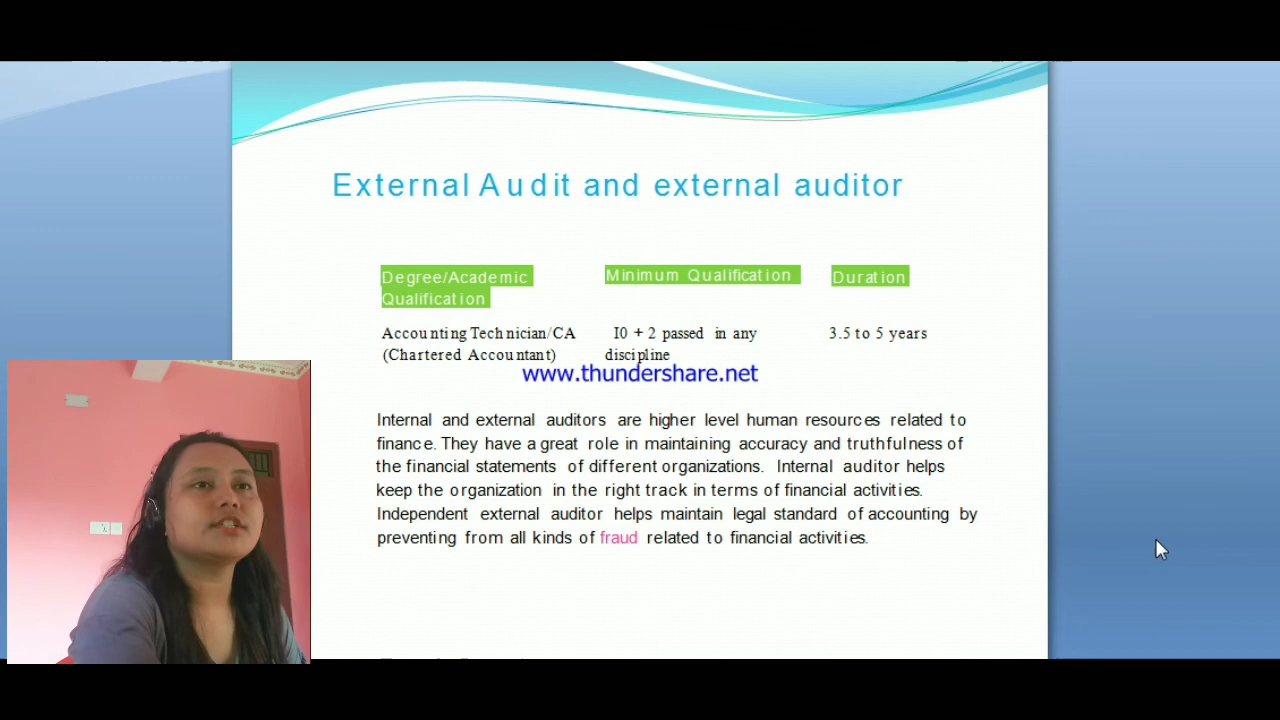 External Audit and external auditor
Degree/Academic Qualification
Minimum Qualification
Duration
Accounting Technician/CA
(Chartered Accountant)
I0 + 2 passed in any
discipline
3.5 to 5 years
www.thundershare.net
Internal and external auditors are higher level human resources related to
finance. They have a great role in maintaining accuracy and truthfulness of
the financial statements of different organizations. Internal auditor helps
keep the organization in the right track in terms of financial activities.
Independent external auditor helps maintain legal standard of accounting by
preventing from all kinds of fraud related to financial activities.